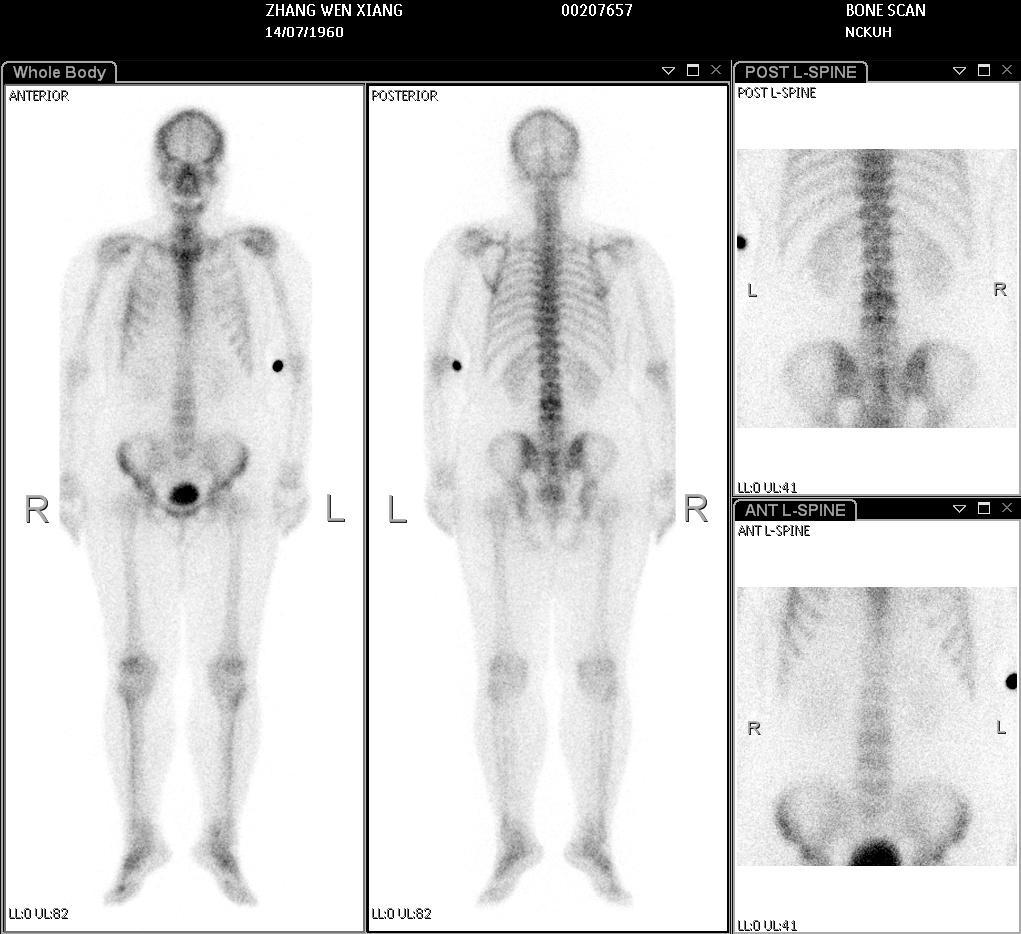 ZHANG WEN XIANG 00207657 BONE SCAN
14/07/1960 NCKUH
Whole Body
ANTERIOR
POSTERIOR
R
L
L
R
LL:0 UL:82
LL:0 UL:82
POST L-SPINE
POST L-SPINE
L
R
LL:0 UL:41
ANT L-SPINE
ANT L-SPINE
R
L
LL:0 UL:41